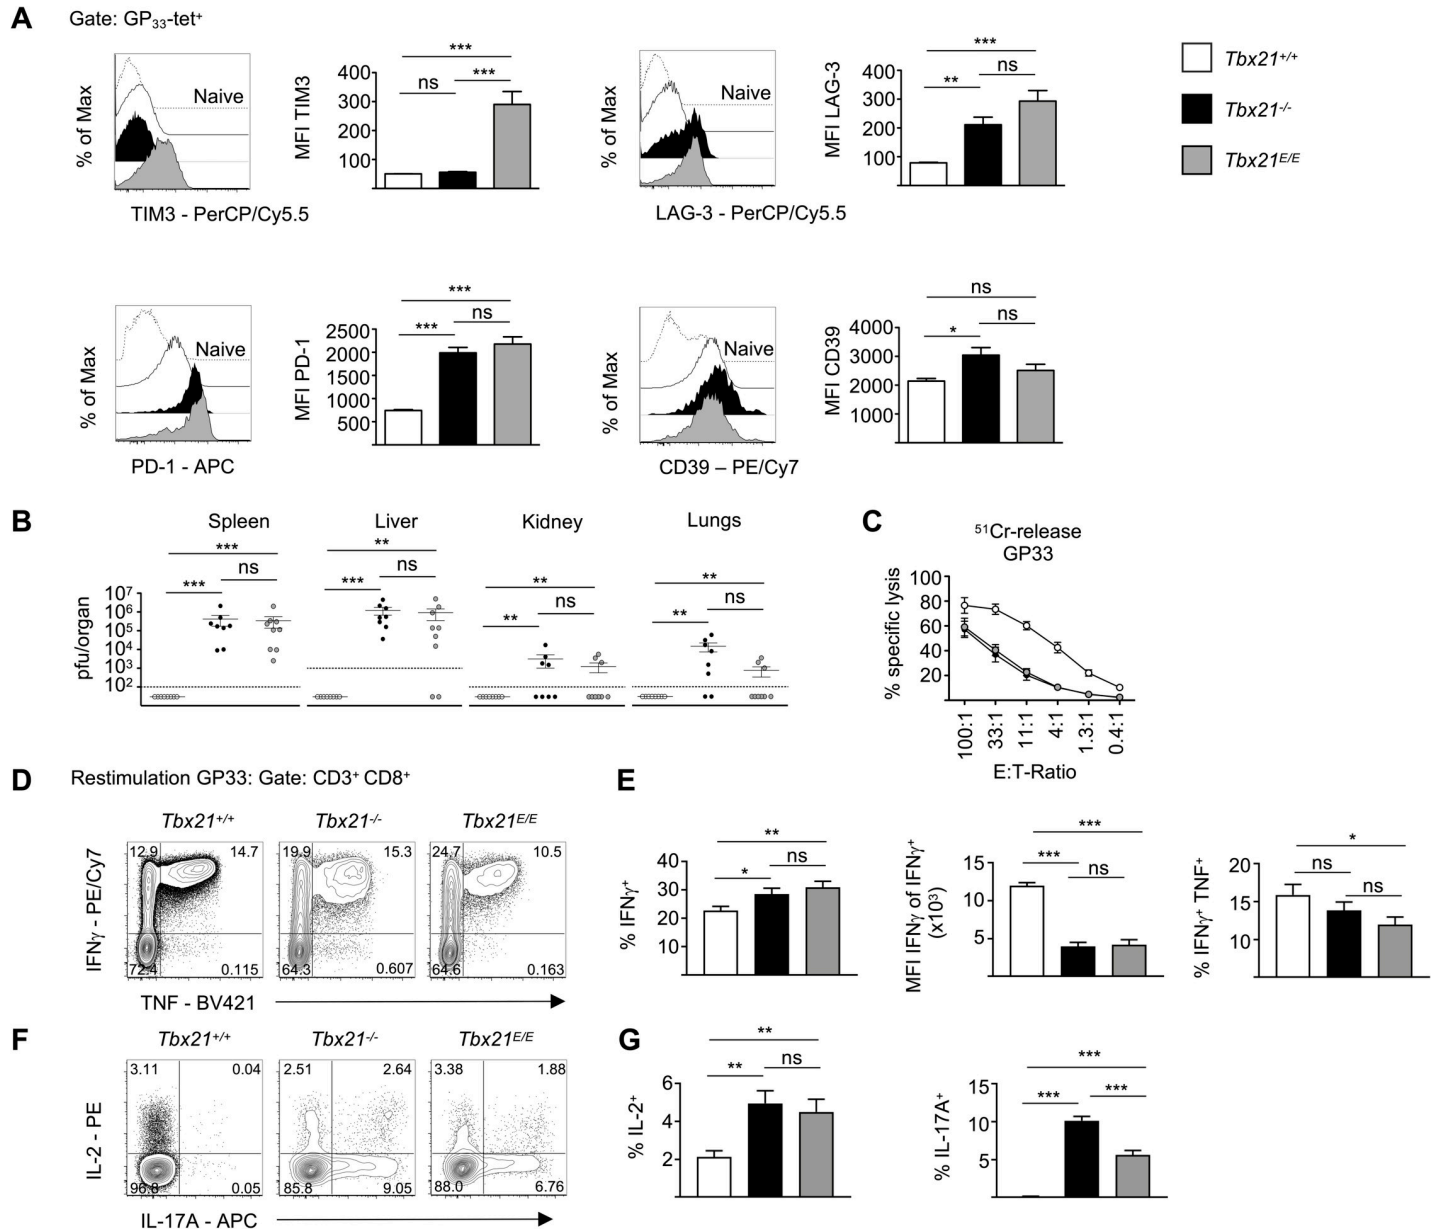 A
Gate: GP33-tet+
Naive
% of Max
TIM3 - PerCP/Cy5.5
MFI TIM3
400
300
200
100
***
ns
***
Naive
% of Max
LAG-3 - PerCP/Cy5.5
MFI LAG-3
400
300
200
100
***
**
ns
Tbx21+/+
Tbx21-/-
Tbx21E/E
Naive
% of Max
PD-1 - APC
MFI PD-1
2500
2000
1500
1000
500
***
***
ns
Naive
% of Max
CD39 – PE/Cy7
MFI CD39
4000
3000
2000
1000
ns
*
ns
B
Spleen
Liver
Kidney
Lungs
pfu/organ
10⁷
10⁶
10⁵
10⁴
10³
10²
***
***
ns
**
***
ns
**
**
ns
**
**
ns
C
51Cr-release
GP33
% specific lysis
100
80
60
40
20
100:1
33:1
11:1
4:1
1.3:1
0.4:1
E:T-Ratio
D
Restimulation GP33: Gate: CD3+ CD8+
Tbx21+/+
Tbx21-/-
Tbx21E/E
IFNγ - PE/Cy7
12.9
14.7
72.4
0.115
19.9
15.3
64.3
0.607
24.7
10.5
64.6
0.163
TNF - BV421
E
% IFNγ+
40
30
20
10
**
*
ns
MFI IFNγ of IFNγ+
(x10³)
15
10
5
***
***
ns
% IFNγ+ TNF+
20
15
10
*
ns
ns
F
Tbx21+/+
Tbx21-/-
Tbx21E/E
IL-2 - PE
3.11
0.04
0.05
2.51
2.64
85.8
9.05
3.38
1.88
88.0
6.76
IL-17A - APC
G
% IL-2+
6
4
2
**
**
ns
% IL-17A+
15
10
5
***
***
***